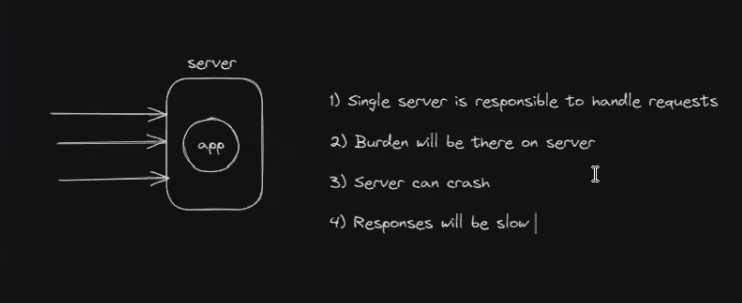 server
app
1) Single server is responsible to handle requests
2) Burden will be there on server
3) Server can crash
4) Responses will be slow